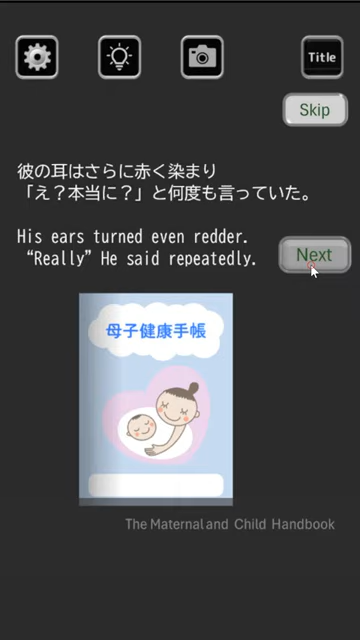 Title
Skip
彼の耳はさらに赤く染まり
「え？本当に？」と何度も言っていた。
His ears turned even redder.
“Really” He said repeatedly.
Next
母子健康手帳
The Maternal and Child Handbook